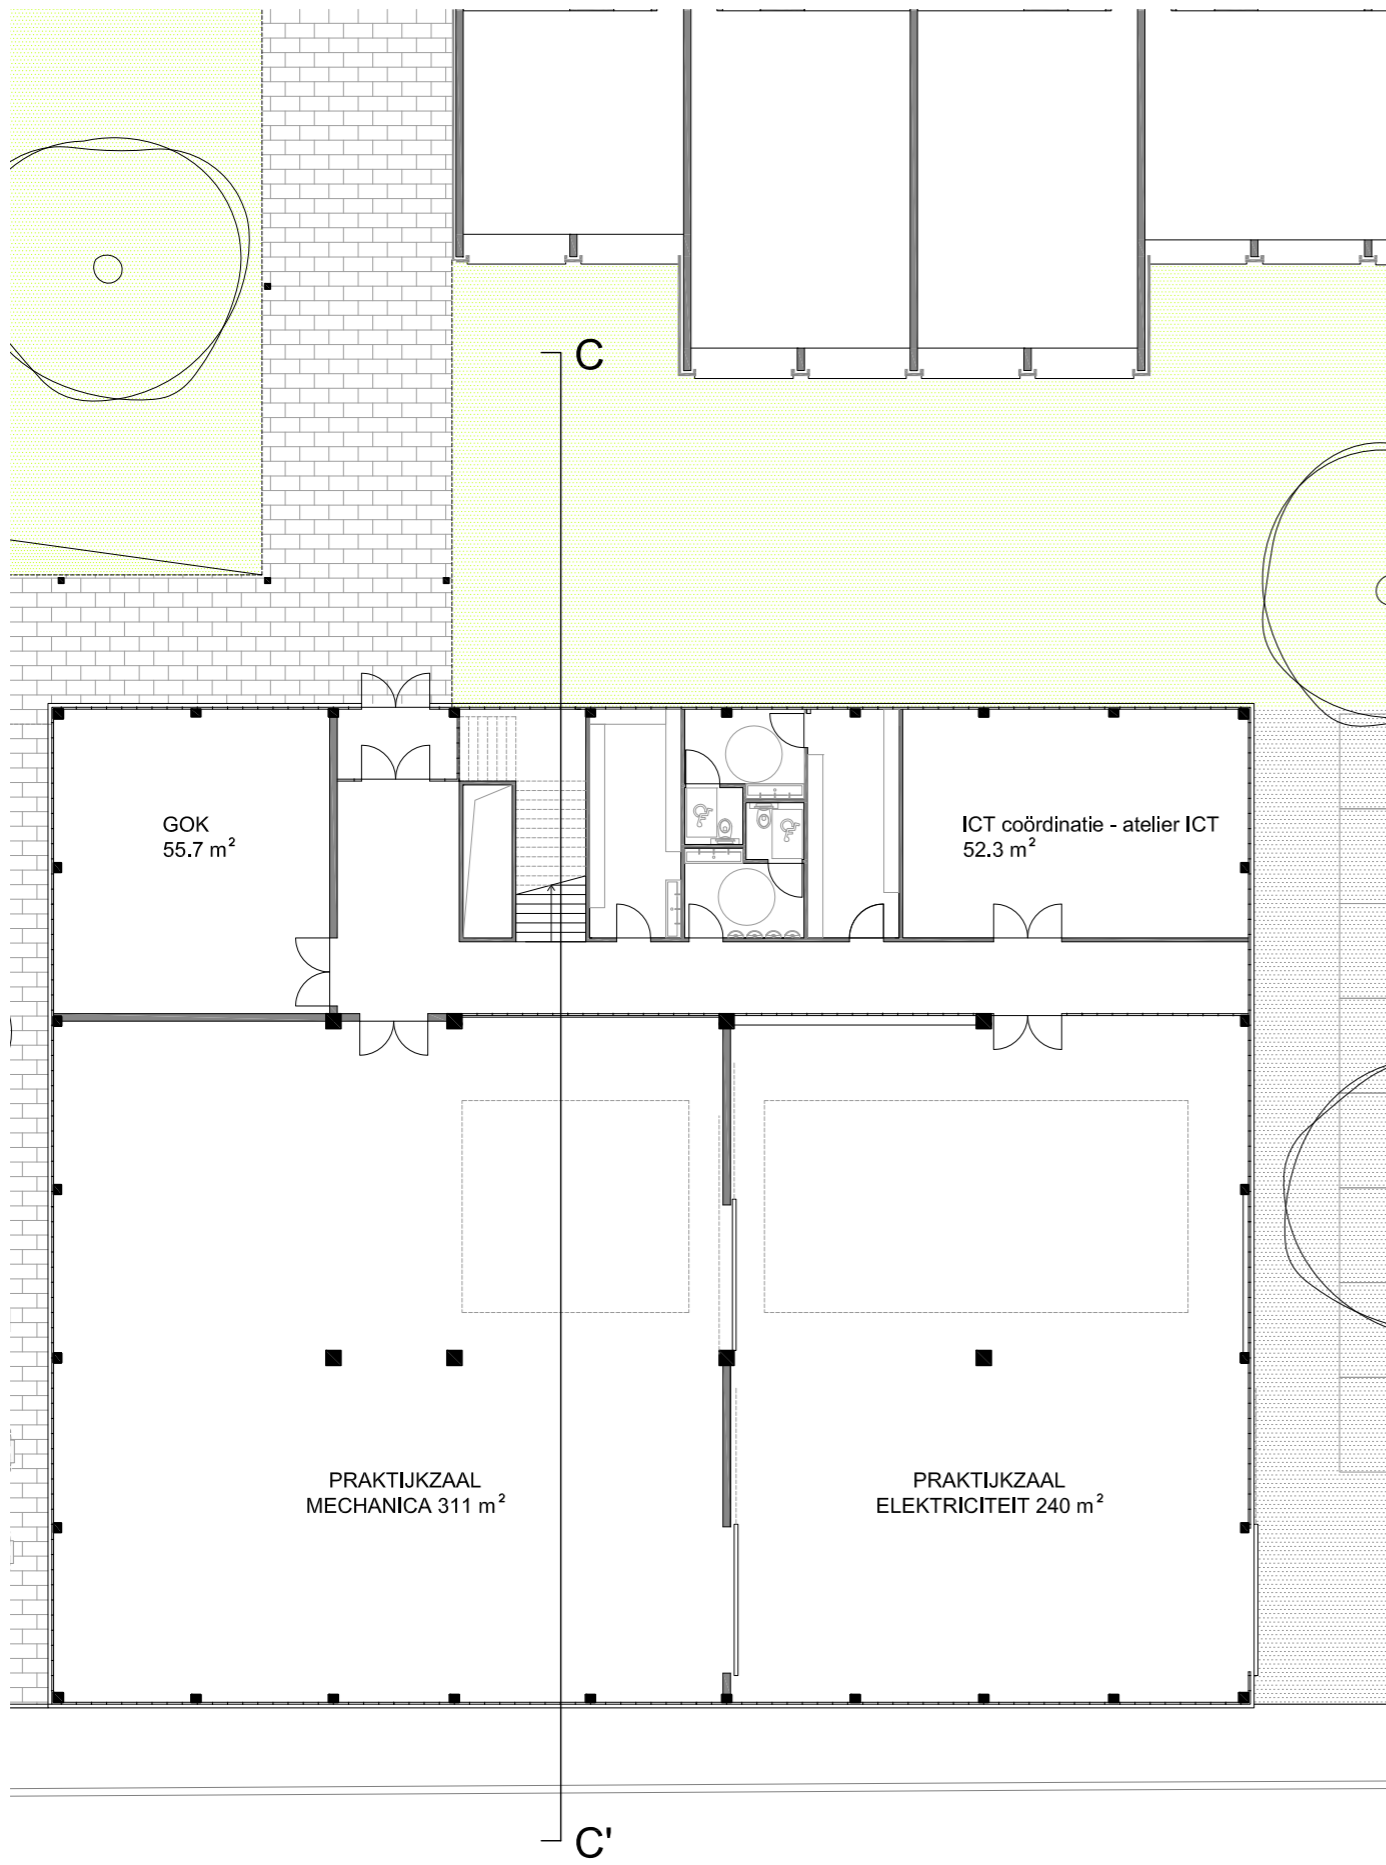 C
GOK
55.7 m²
ICT coördinatie - atelier ICT
52.3 m²
PRAKTIJKZAAL
MECHANICA 311 m²
PRAKTIJKZAAL
ELEKTRICITEIT 240 m²
C'